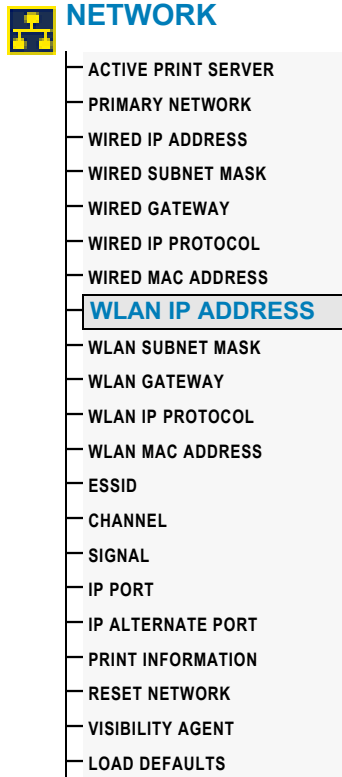 NETWORK
ACTIVE PRINT SERVER
PRIMARY NETWORK
WIRED IP ADDRESS
WIRED SUBNET MASK
WIRED GATEWAY
WIRED IP PROTOCOL
WIRED MAC ADDRESS
WLAN IP ADDRESS
WLAN SUBNET MASK
WLAN GATEWAY
WLAN IP PROTOCOL
WLAN MAC ADDRESS
ESSID
CHANNEL
SIGNAL
IP PORT
IP ALTERNATE PORT
PRINT INFORMATION
RESET NETWORK
VISIBILITY AGENT
LOAD DEFAULTS